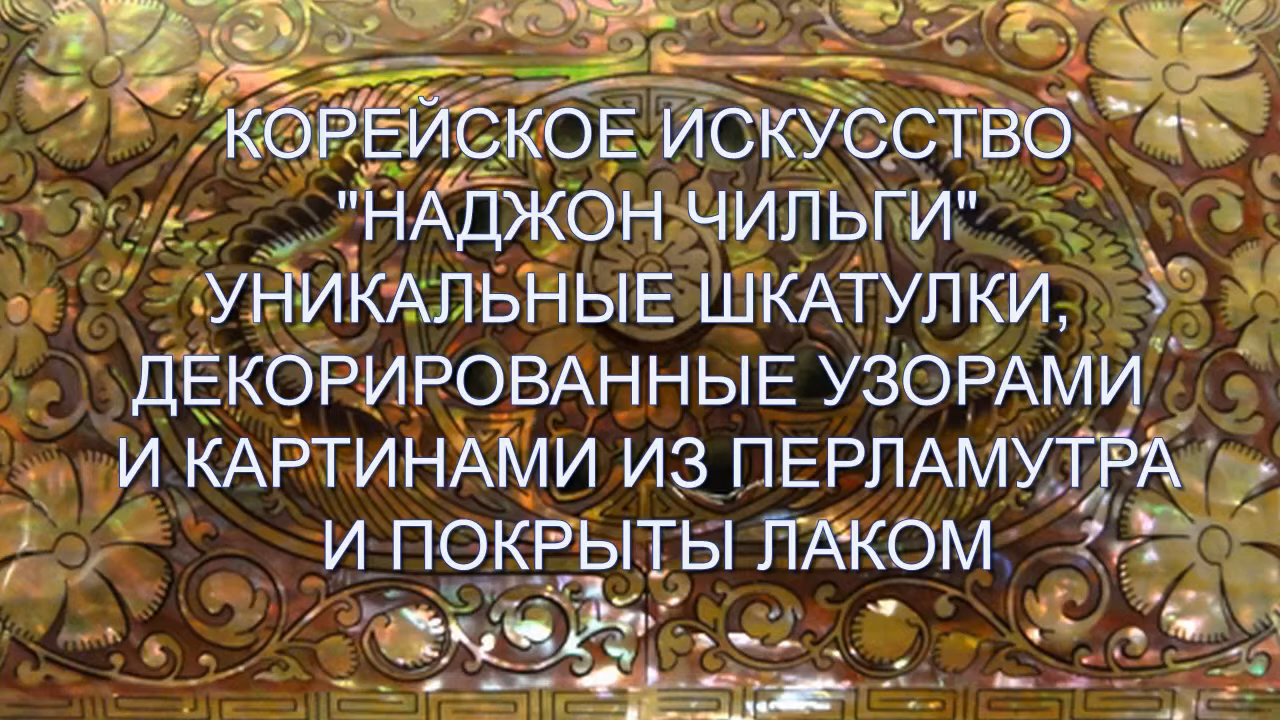 КОРЕЙСКОЕ ИСКУССТВО
"НАДЖОН ЧИЛЬГИ"
УНИКАЛЬНЫЕ ШКАТУЛКИ,
ДЕКОРИРОВАННЫЕ УЗОРАМИ
И КАРТИНАМИ ИЗ ПЕРЛАМУТРА
И ПОКРЫТЫ ЛАКОМ